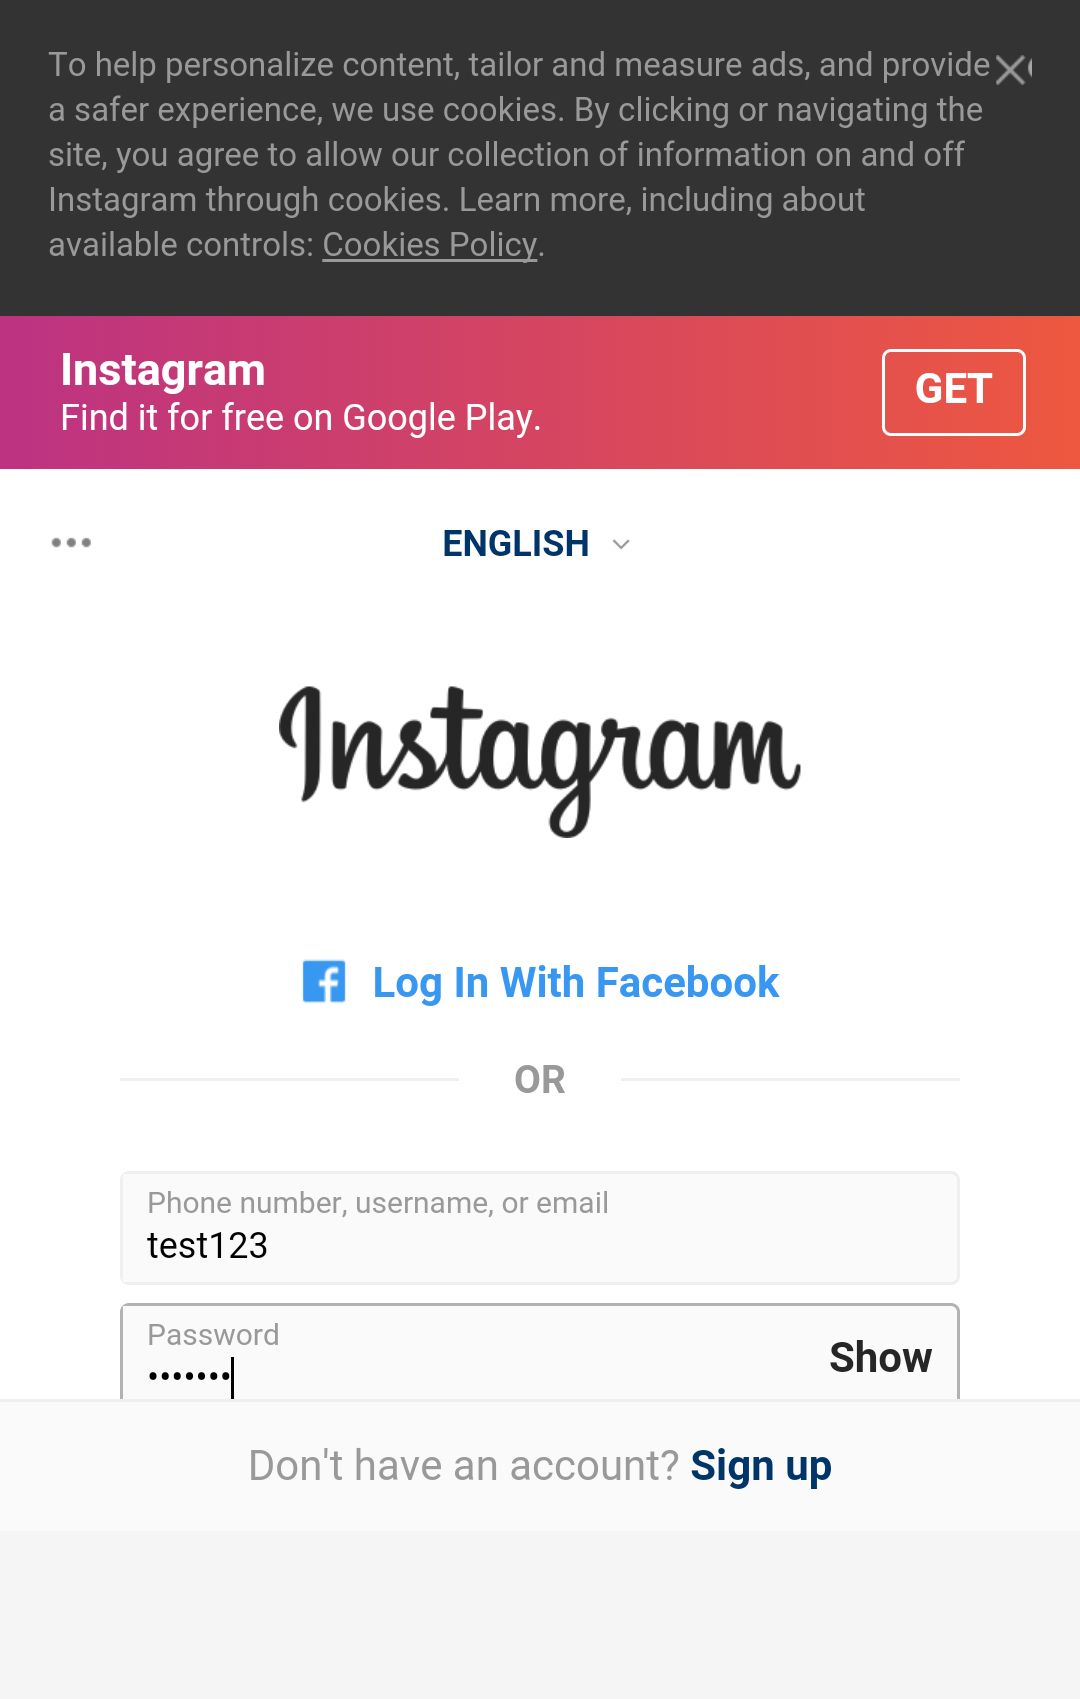 To help personalize content, tailor and measure ads, and provide
a safer experience, we use cookies. By clicking or navigating the
site, you agree to allow our collection of information on and off
Instagram through cookies. Learn more, including about
available controls: Cookies Policy.
Instagram
Find it for free on Google Play.
GET
ENGLISH
Instagram
Log In With Facebook
OR
Phone number, username, or email
test123
Password
•••••••
Show
Don't have an account? Sign up